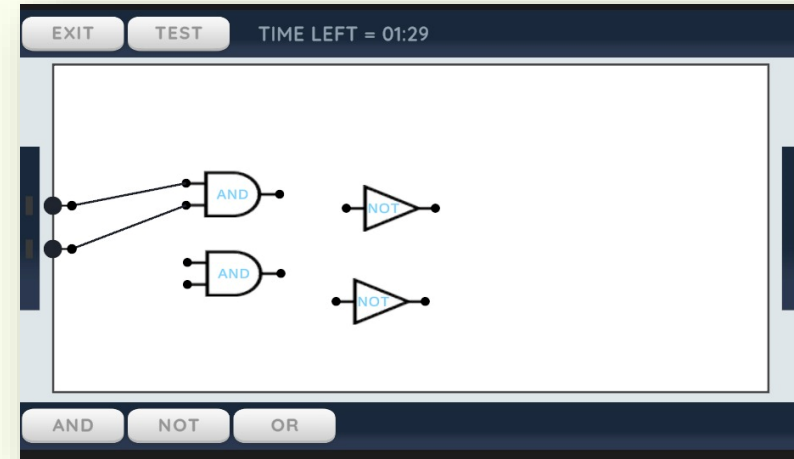 EXIT TEST TIME LEFT = 01:29
AND
NOT
AND
NOT
AND NOT OR